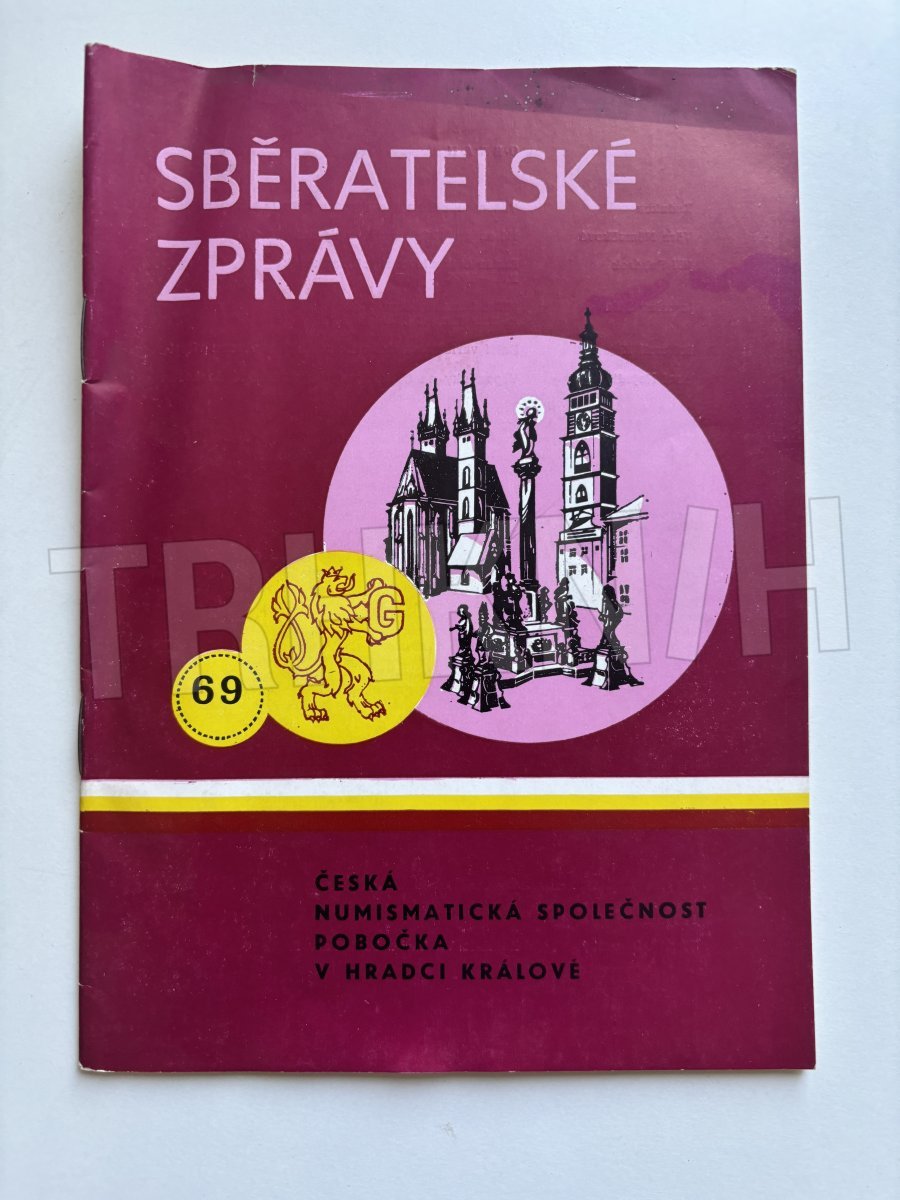 SBĚRATELSKÉ
ZPRÁVY
G
69
ČESKÁ
NUMISMATICKÁ SPOLEČNOST
POBOČKA
V HRADCI KRÁLOVÉ